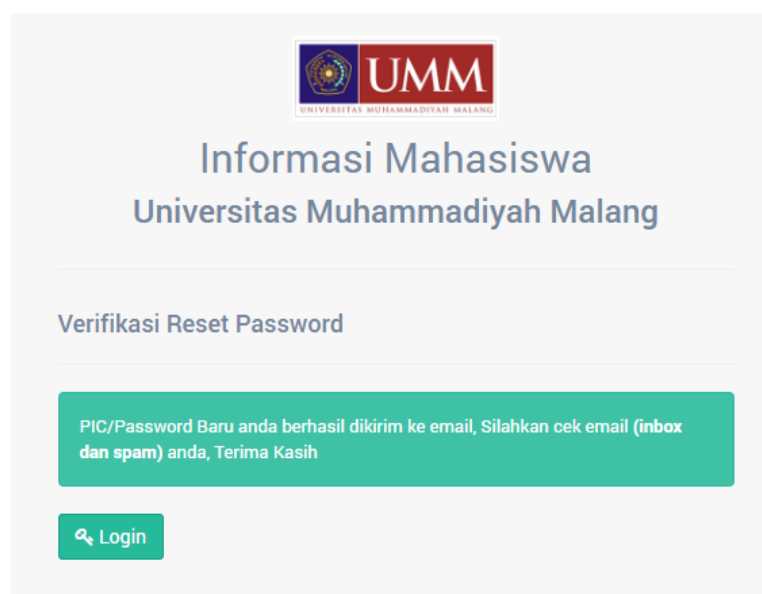 UMM
UNIVERSITAS MUHAMMADIYAH MALANG
Informasi Mahasiswa
Universitas Muhammadiyah Malang
Verifikasi Reset Password
PIC/Password Baru anda berhasil dikirim ke email, Silahkan cek email (inbox
dan spam) anda, Terima Kasih
Login